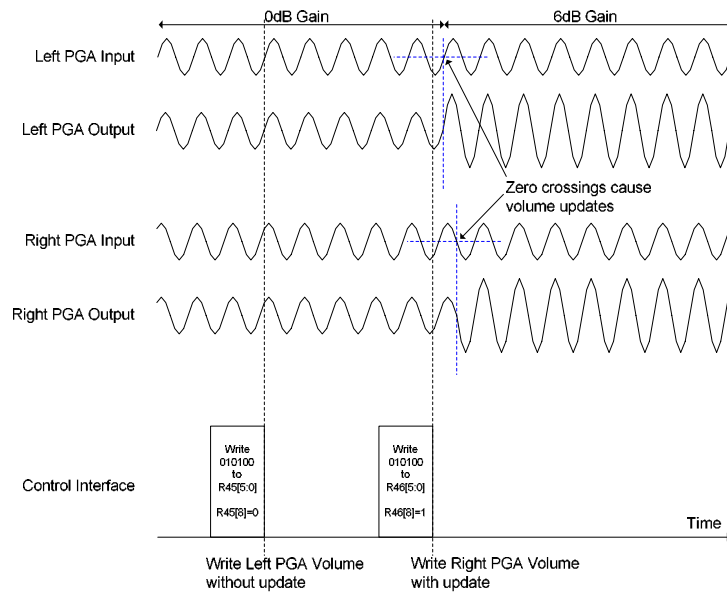 0dB Gain
6dB Gain
Left PGA Input
Left PGA Output
Zero crossings cause
volume updates
Right PGA Input
Right PGA Output
Write
010100
to
R45[5:0]
R45[8]=0
Write
010100
to
R46[5:0]
R46[8]=1
Control Interface
Time
Write Left PGA Volume
without update
Write Right PGA Volume
with update